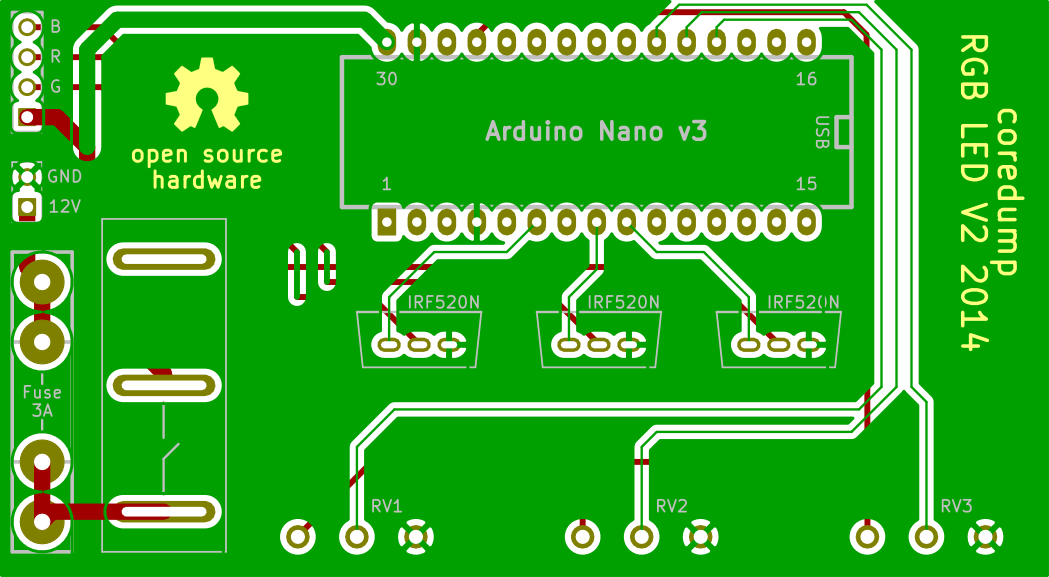 B
R
G
GND
12V
open source
hardware
30
16
Arduino Nano v3
USB
1
15
coredump
RGB LED V2 2014
IRF520N
IRF520N
IRF520N
Fuse
3A
RV1
RV2
RV3